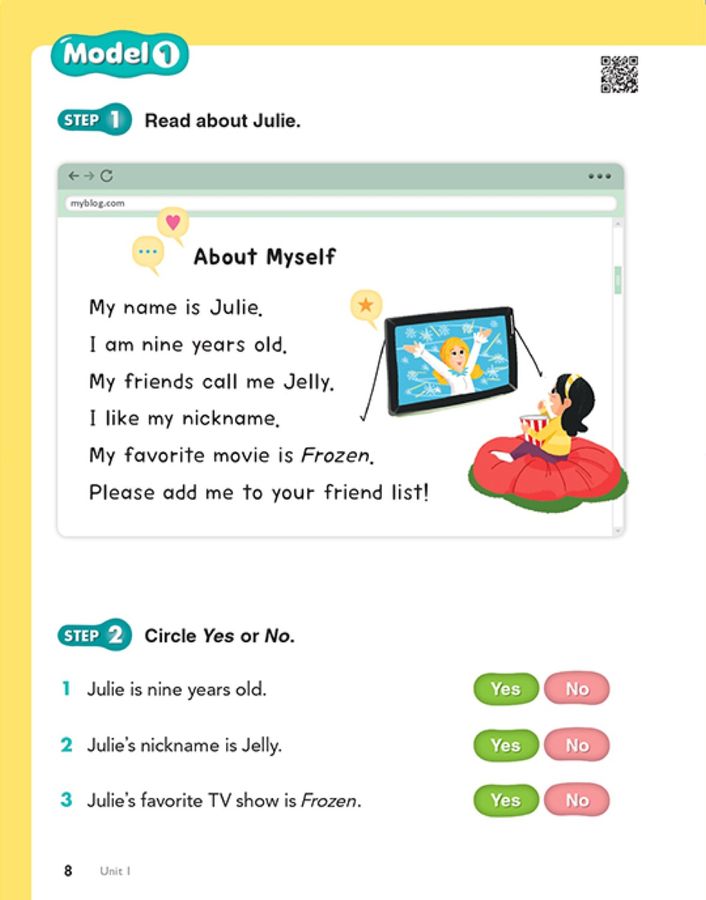 Model 1
STEP 1 Read about Julie.
myblog.com
About Myself
My name is Julie.
I am nine years old.
My friends call me Jelly.
I like my nickname.
My favorite movie is Frozen.
Please add me to your friend list!
STEP 2 Circle Yes or No.
1 Julie is nine years old. Yes No
2 Julie's nickname is Jelly. Yes No
3 Julie's favorite TV show is Frozen. Yes No
8 Unit 1